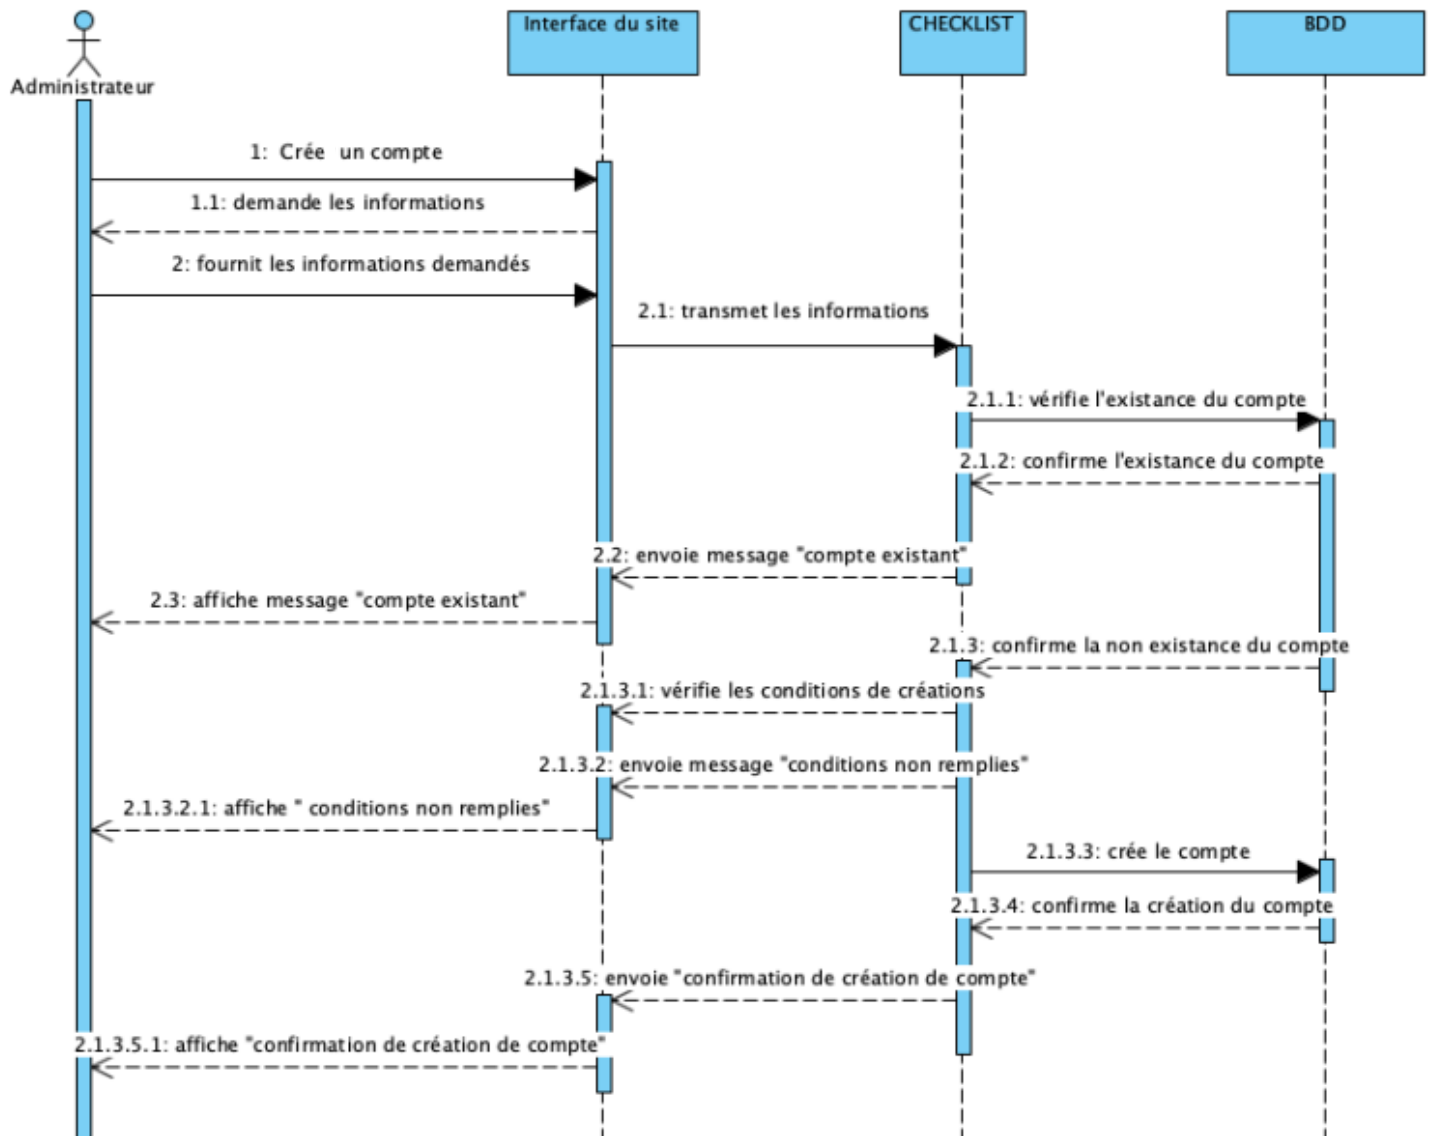 Administrateur
Interface du site
CHECKLIST
BDD
1: Crée un compte
1.1: demande les informations
2: fournit les informations demandés
2.1: transmet les informations
2.1.1: vérifie l'existance du compte
2.1.2: confirme l'existance du compte
2.2: envoie message "compte existant"
2.3: affiche message "compte existant"
2.1.3: confirme la non existance du compte
2.1.3.1: vérifie les conditions de créations
2.1.3.2: envoie message "conditions non remplies"
2.1.3.2.1: affiche " conditions non remplies"
2.1.3.3: crée le compte
2.1.3.4: confirme la création du compte
2.1.3.5: envoie "confirmation de création de compte"
2.1.3.5.1: affiche "confirmation de création de compte"